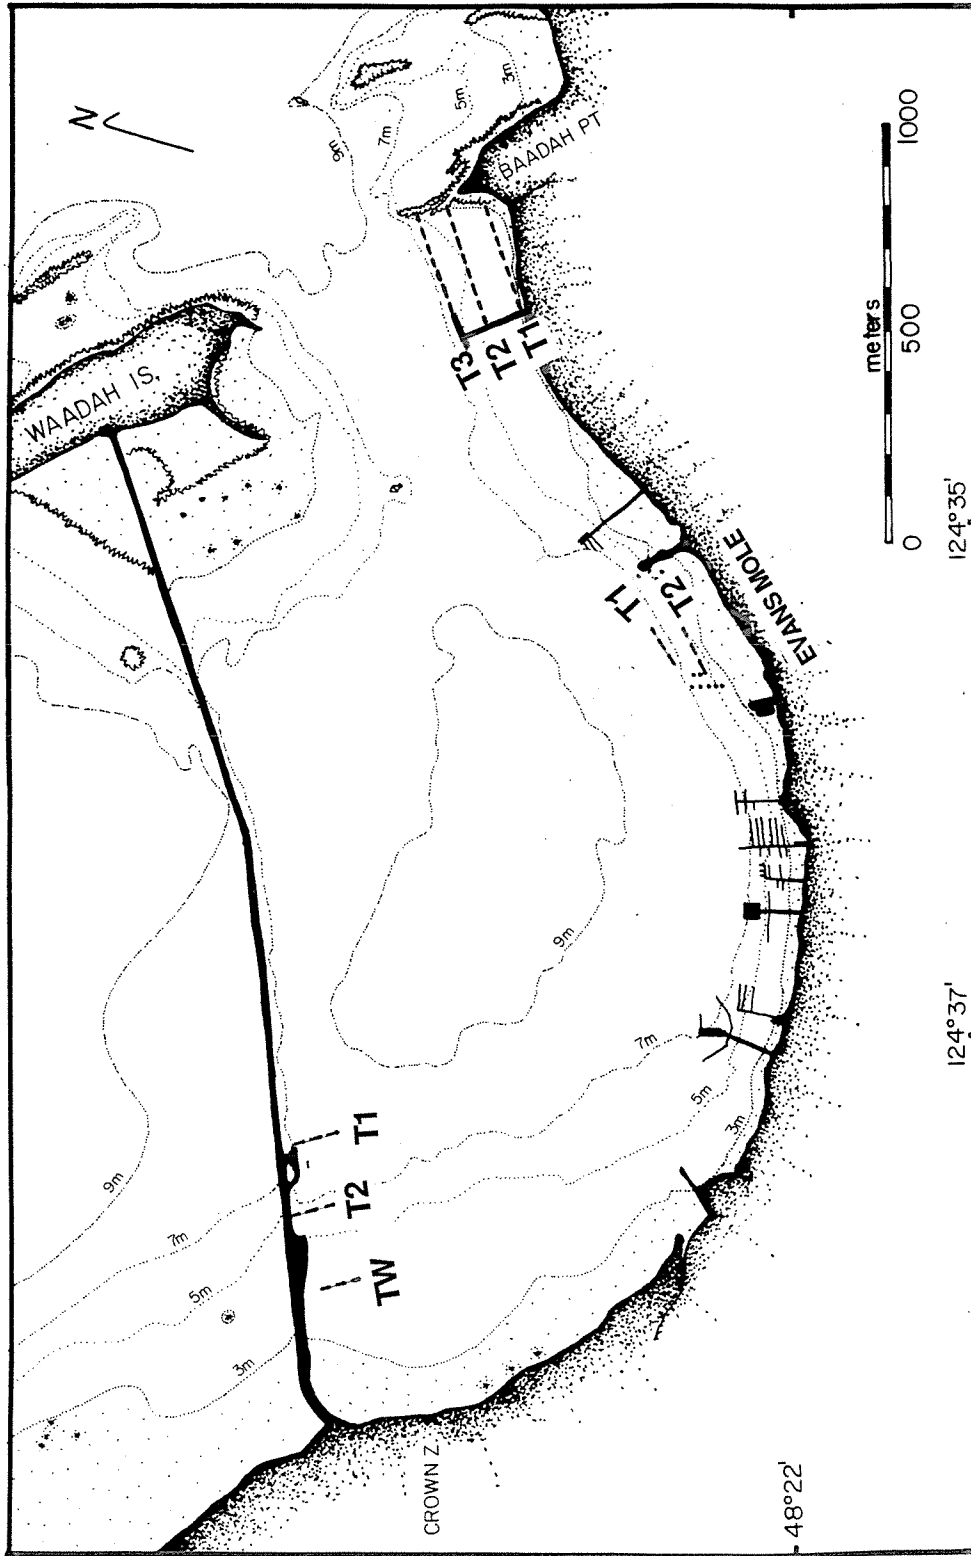 N
WAADAH IS.
9m
7m
5m
3m
BAADAH PT
T3
T2
T1
meters
0 500 1000
T1
T2
EVANS MOLE
124°35'
9m
9m
7m
5m
3m
7m
5m
3m
T1
T2
TW
CROWN Z
124°37'
48°22'